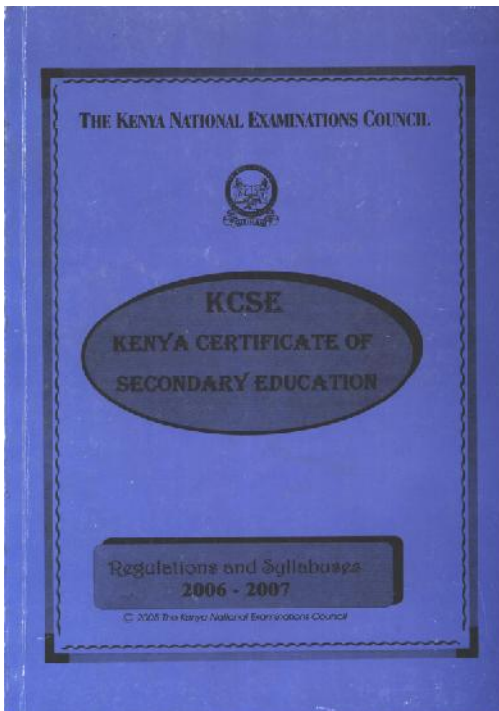 THE KENYA NATIONAL EXAMINATIONS COUNCIL
KCSE
KENYA CERTIFICATE OF
SECONDARY EDUCATION
Regulations and Syllabuses
2006 - 2007
© 2005 The Kenya National Examinations Council